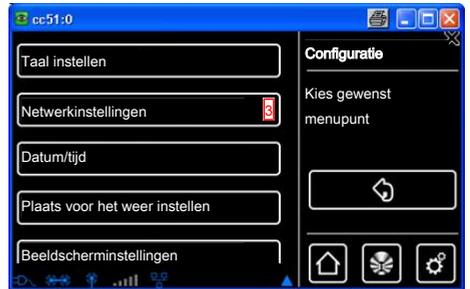 cc51:0
Taal instellen
Netwerkinstellingen 3
Datum/tijd
Plaats voor het weer instellen
Beeldscherminstellingen
Configuratie
Kies gewenst
menupunt